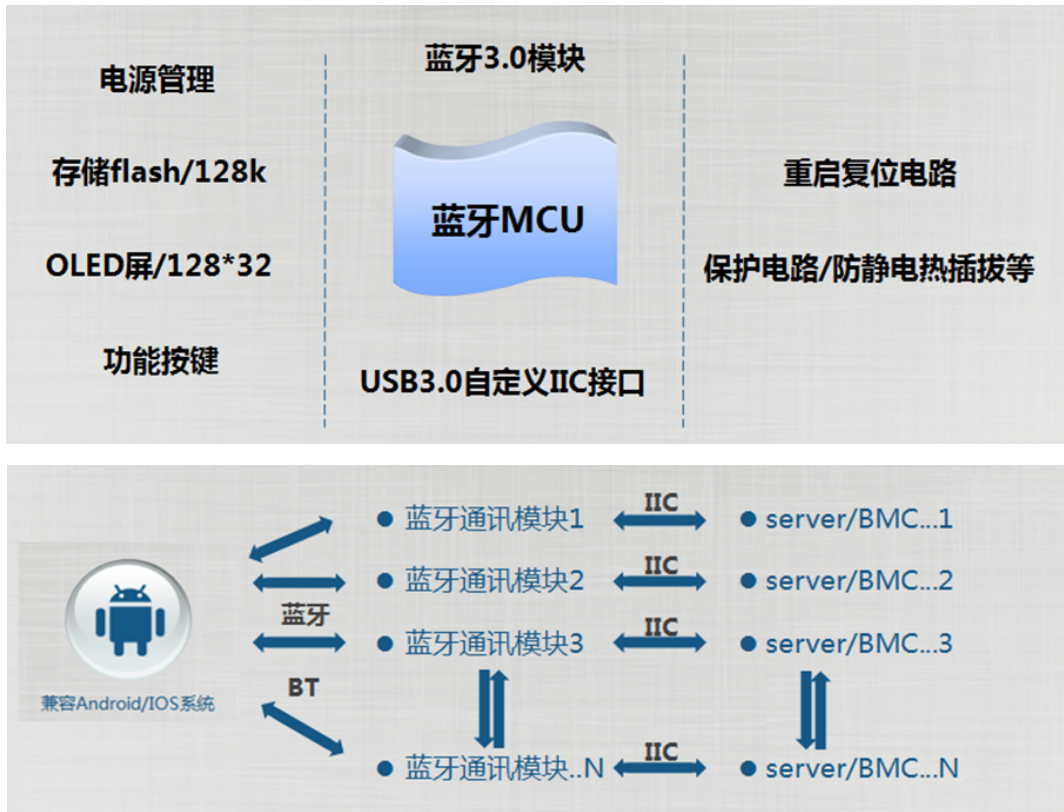 电源管理
存储flash/128k
OLED屏/128*32
功能按键
蓝牙3.0模块
蓝牙MCU
USB3.0自定义IIC接口
重启复位电路
保护电路/防静电热插拔等
兼容Android/IOS系统
蓝牙
BT
● 蓝牙通讯模块1
IIC
● server/BMC...1
● 蓝牙通讯模块2
IIC
● server/BMC...2
● 蓝牙通讯模块3
IIC
● server/BMC...3
● 蓝牙通讯模块..N
IIC
● server/BMC...N